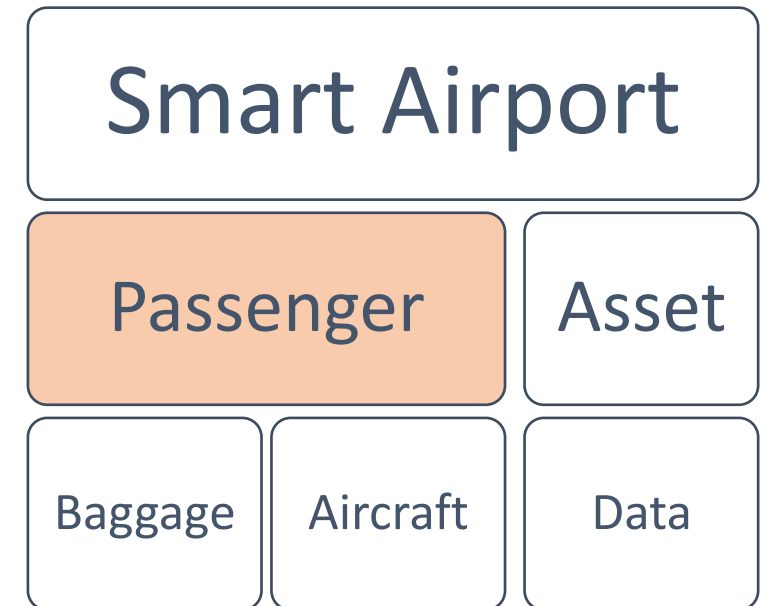 Smart Airport
Passenger
Asset
Baggage
Aircraft
Data